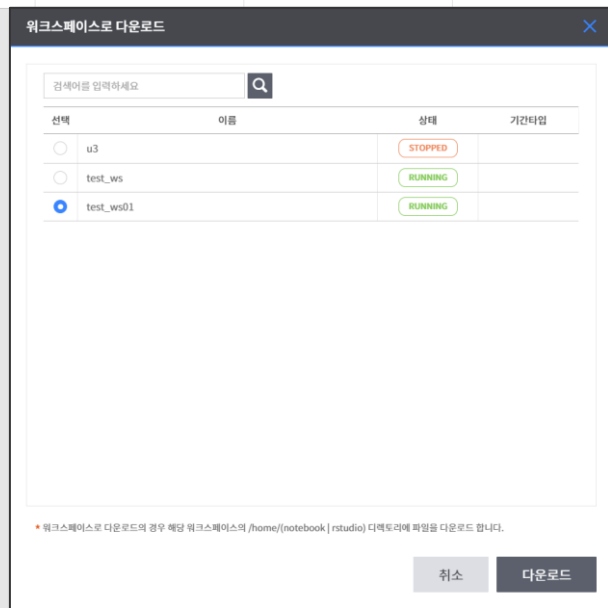 워크스페이스로 다운로드
검색어를 입력하세요
선택 이름 상태 기간타입
u3 STOPPED
test_ws RUNNING
test_ws01 RUNNING
* 워크스페이스로 다운로드의 경우 해당 워크스페이스의 /home/(notebook | rstudio) 디렉토리에 파일을 다운로드 합니다.
취소 다운로드